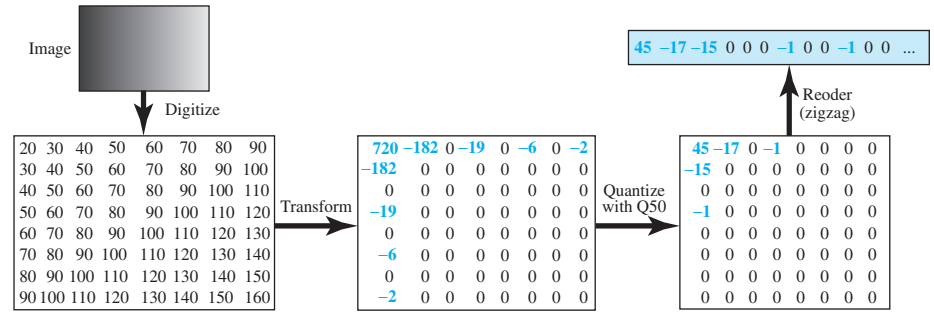 Image
Digitize
20 30 40 50 60 70 80 90
30 40 50 60 70 80 90 100
40 50 60 70 80 90 100 110
50 60 70 80 90 100 110 120
60 70 80 90 100 110 120 130
70 80 90 100 110 120 130 140
80 90 100 110 120 130 140 150
90 100 110 120 130 140 150 160
Transform
720 –182 0 –19 0 –6 0 –2
–182 0 0 0 0 0 0 0
0 0 0 0 0 0 0 0
–19 0 0 0 0 0 0 0
0 0 0 0 0 0 0 0
–6 0 0 0 0 0 0 0
0 0 0 0 0 0 0 0
–2 0 0 0 0 0 0 0
Quantize
with Q50
45 –17 0 –1 0 0 0 0
–15 0 0 0 0 0 0 0
0 0 0 0 0 0 0 0
–1 0 0 0 0 0 0 0
0 0 0 0 0 0 0 0
0 0 0 0 0 0 0 0
0 0 0 0 0 0 0 0
0 0 0 0 0 0 0 0
Reoder
(zigzag)
45 –17 –15 0 0 0 –1 0 0 –1 0 0 ...